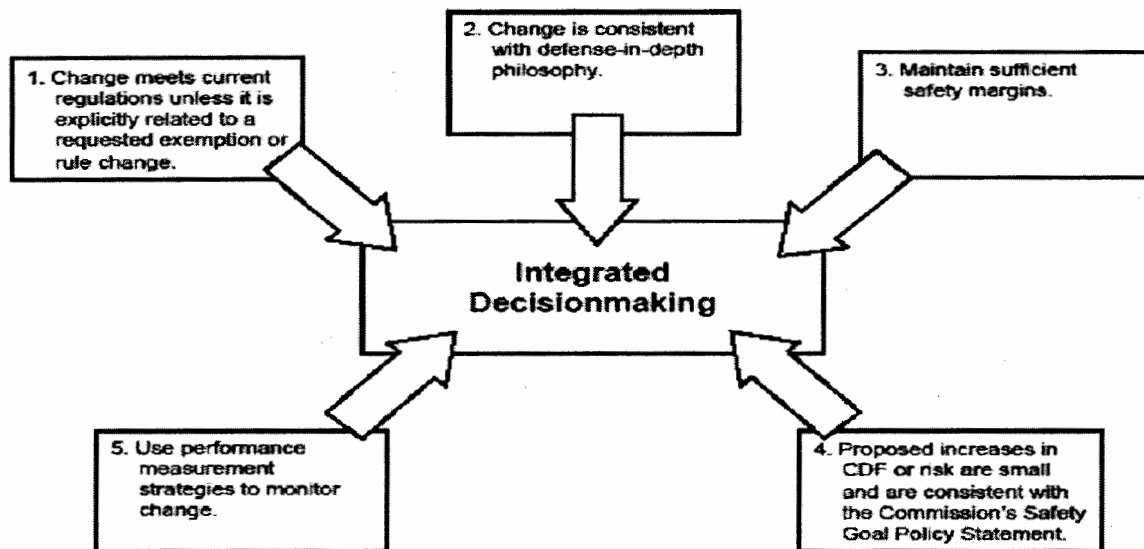 1. Change meets current
regulations unless it is
explicitly related to a
requested exemption or
rule change.
2. Change is consistent
with defense-in-depth
philosophy.
3. Maintain sufficient
safety margins.
Integrated
Decisionmaking
5. Use performance
measurement
strategies to monitor
change.
4. Proposed increases in
CDF or risk are small
and are consistent with
the Commission's Safety
Goal Policy Statement.